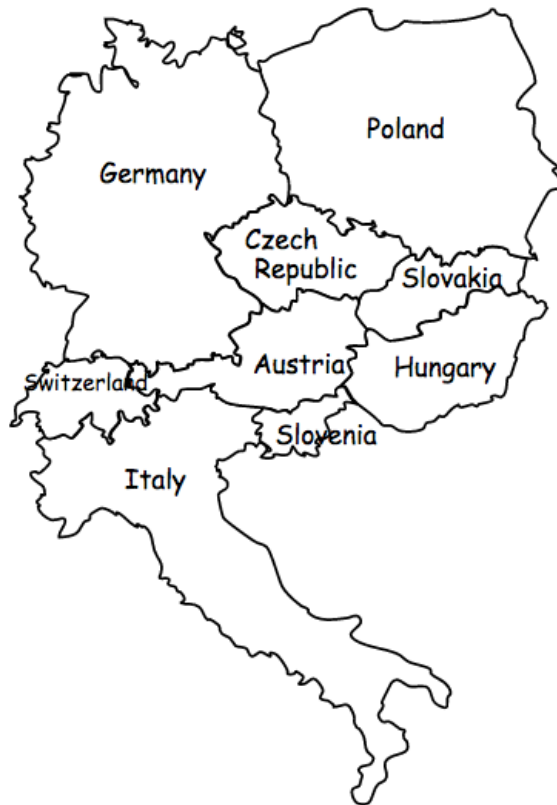 Poland
Germany
Czech
Republic
Slovakia
Austria
Hungary
Switzerland
Slovenia
Italy